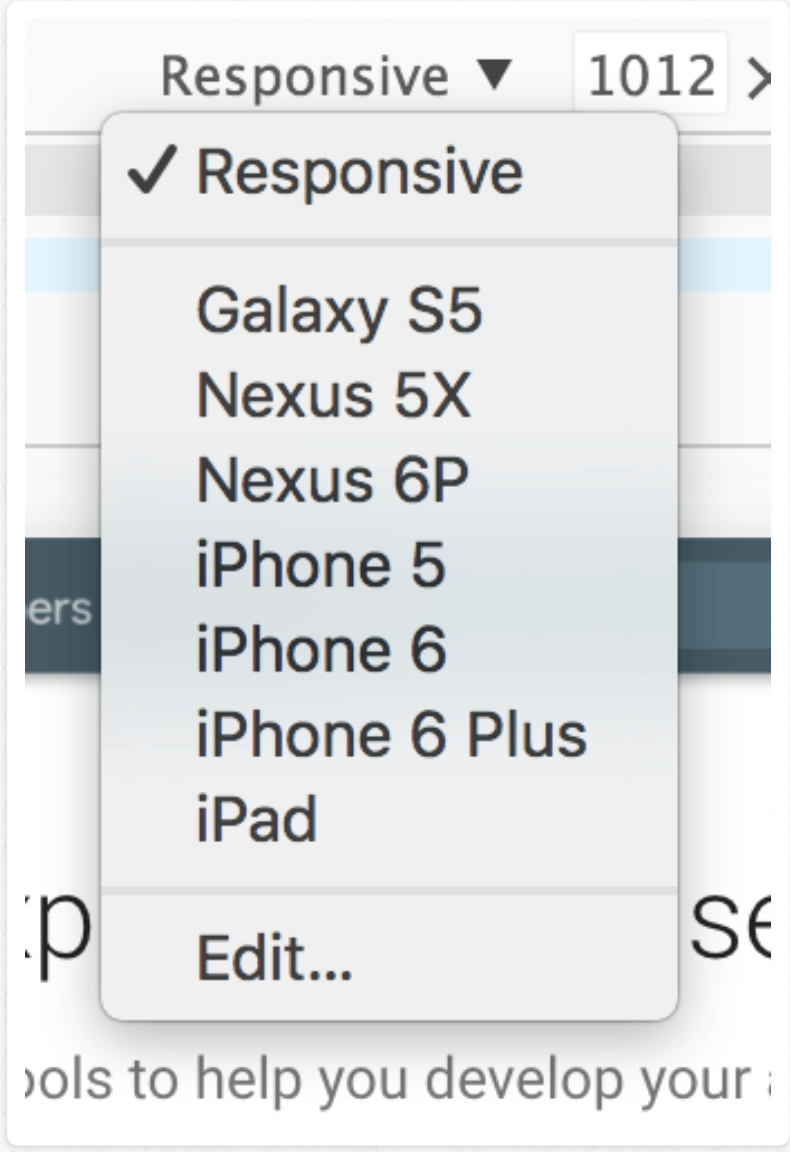 Responsive ▼ 1012 ×
✓ Responsive
Galaxy S5
Nexus 5X
Nexus 6P
iPhone 5
iPhone 6
iPhone 6 Plus
iPad
Edit...
ools to help you develop your